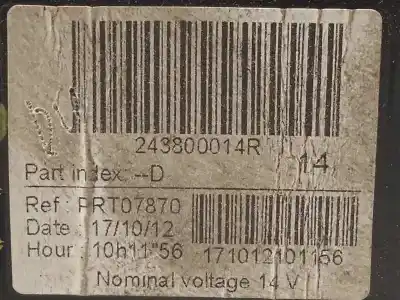 243800014R
14
Part index: --D
Ref : PRT07870
Date : 17/10/12
Hour : 10h11"56
171012101156
Nominal voltage 14 V